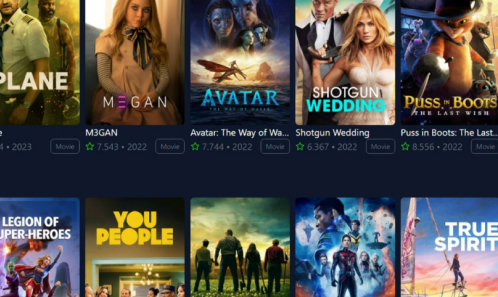 PLANE
M3GAN
AVATAR
THE WAY OF WATER
SHOTGUN
WEDDING
PUSS IN BOOTS
THE LAST WISH
M3GAN
Avatar: The Way of Wa...
Shotgun Wedding
Puss in Boots: The Last...
• 2023
Movie
7.543 • 2022
Movie
7.744 • 2022
Movie
6.367 • 2022
Movie
8.556 • 2022
Movie
LEGION OF
SUPER-HEROES
YOU
PEOPLE
TRUE
SPIRIT